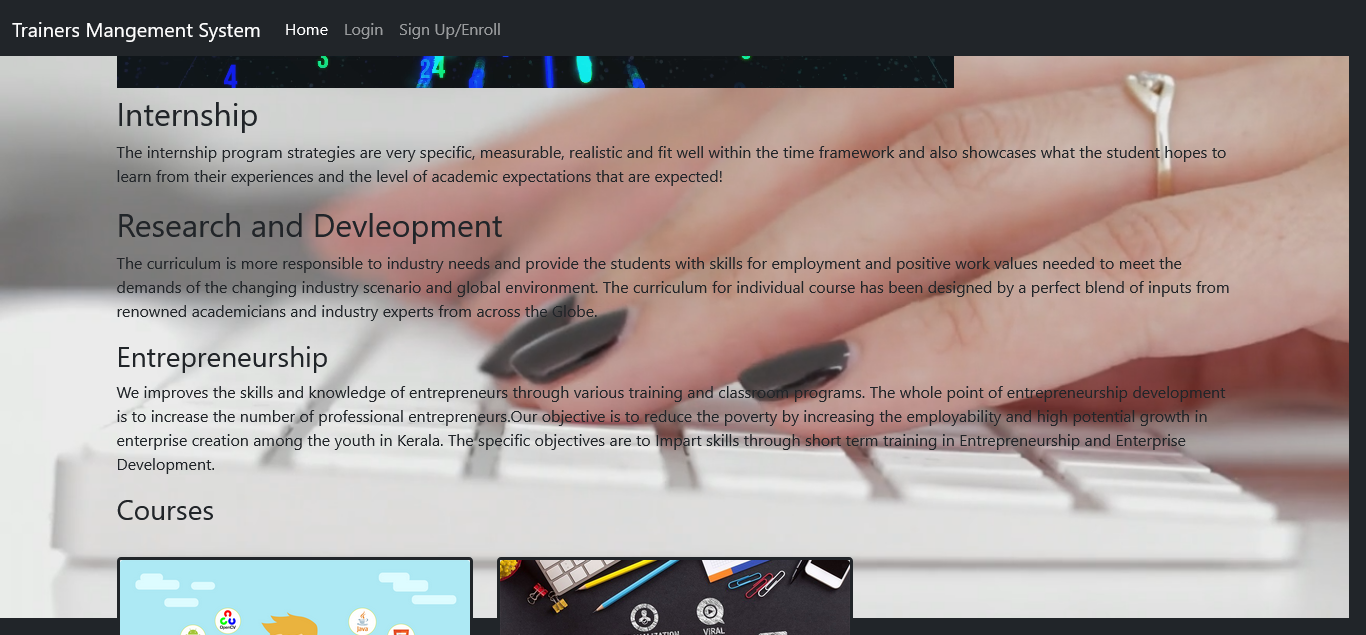 Trainers Mangement System Home Login Sign Up/Enroll
3
4 24
Internship
The internship program strategies are very specific, measurable, realistic and fit well within the time framework and also showcases what the student hopes to
learn from their experiences and the level of academic expectations that are expected!
Research and Devleopment
The curriculum is more responsible to industry needs and provide the students with skills for employment and positive work values needed to meet the
demands of the changing industry scenario and global environment. The curriculum for individual course has been designed by a perfect blend of inputs from
renowned academicians and industry experts from across the Globe.
Entrepreneurship
We improves the skills and knowledge of entrepreneurs through various training and classroom programs. The whole point of entrepreneurship development
is to increase the number of professional entrepreneurs.Our objective is to reduce the poverty by increasing the employability and high potential growth in
enterprise creation among the youth in Kerala. The specific objectives are to Impart skills through short term training in Entrepreneurship and Enterprise
Development.
Courses
OpenCV
Java
VIRAL